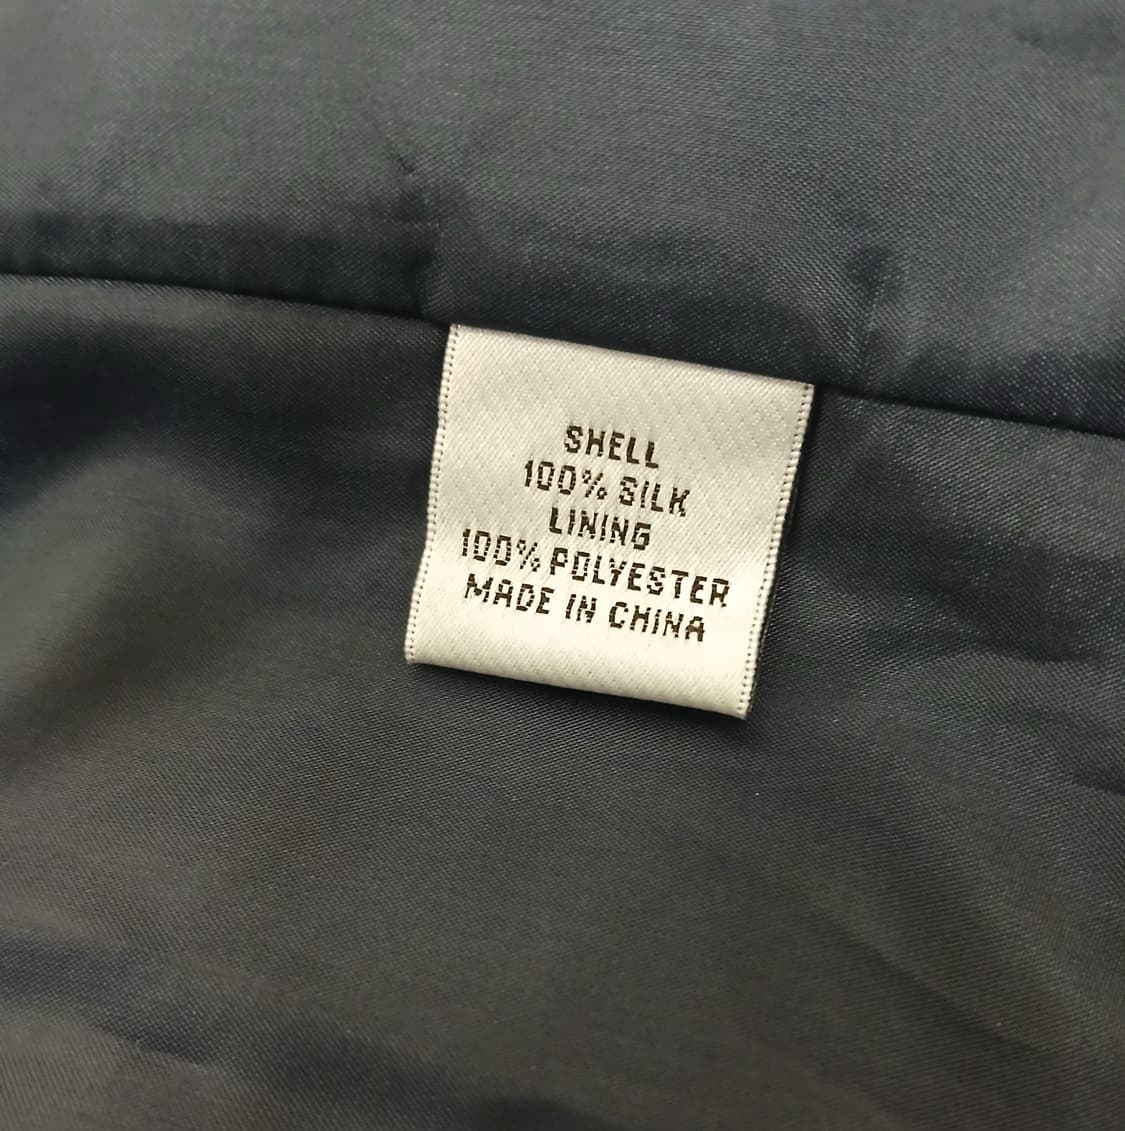 SHELL
100% SILK
LINING
100% POLYESTER
MADE IN CHINA